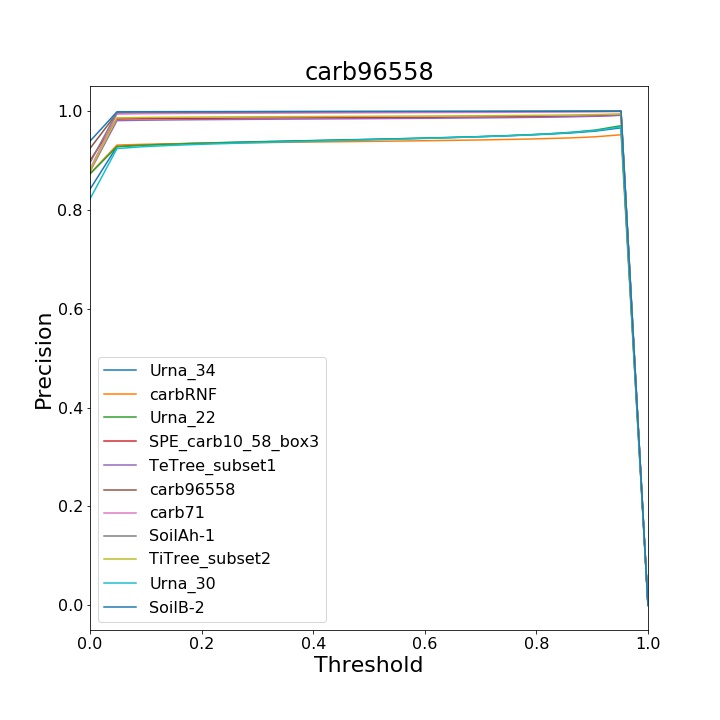 carb96558
1.0
0.8
0.6
0.4
0.2
0.0
Precision
Urna_34
carbRNF
Urna_22
SPE_carb10_58_box3
TeTree_subset1
carb96558
carb71
SoilAh-1
TiTree_subset2
Urna_30
SoilB-2
0.0 0.2 0.4 0.6 0.8 1.0
Threshold